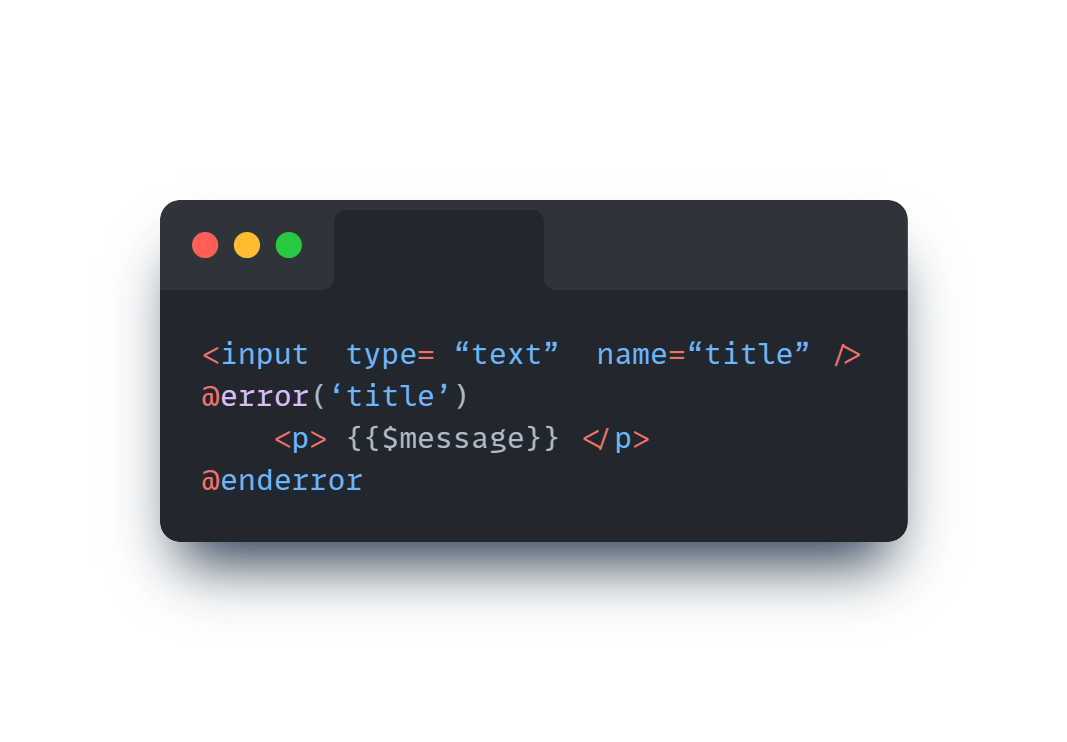 <input  type= “text”  name=“title” />
@error(‘title’)
    <p> {{$message}} </p>
@enderror